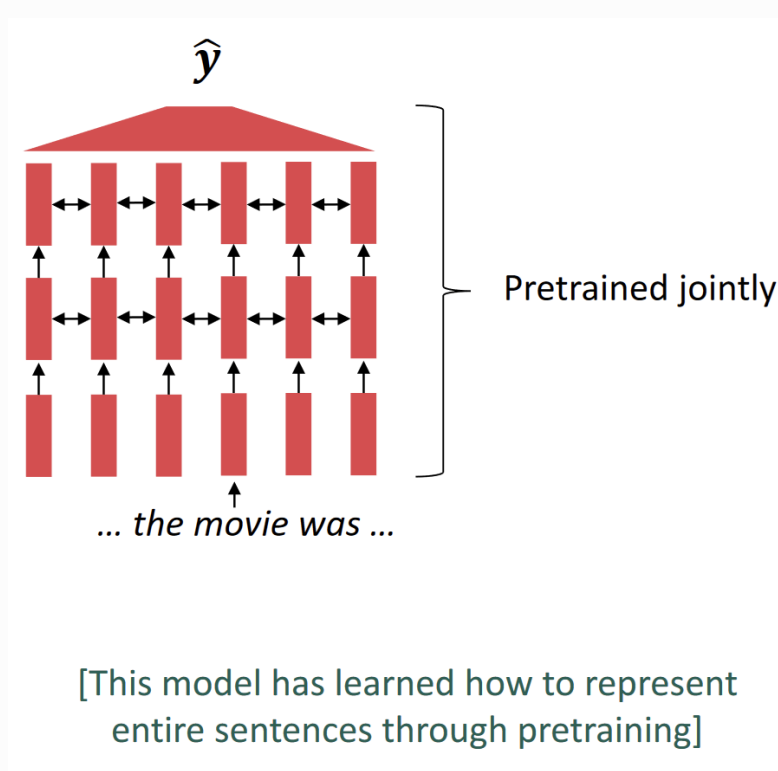 ŷ
Pretrained jointly
... the movie was ...
[This model has learned how to represent
entire sentences through pretraining]